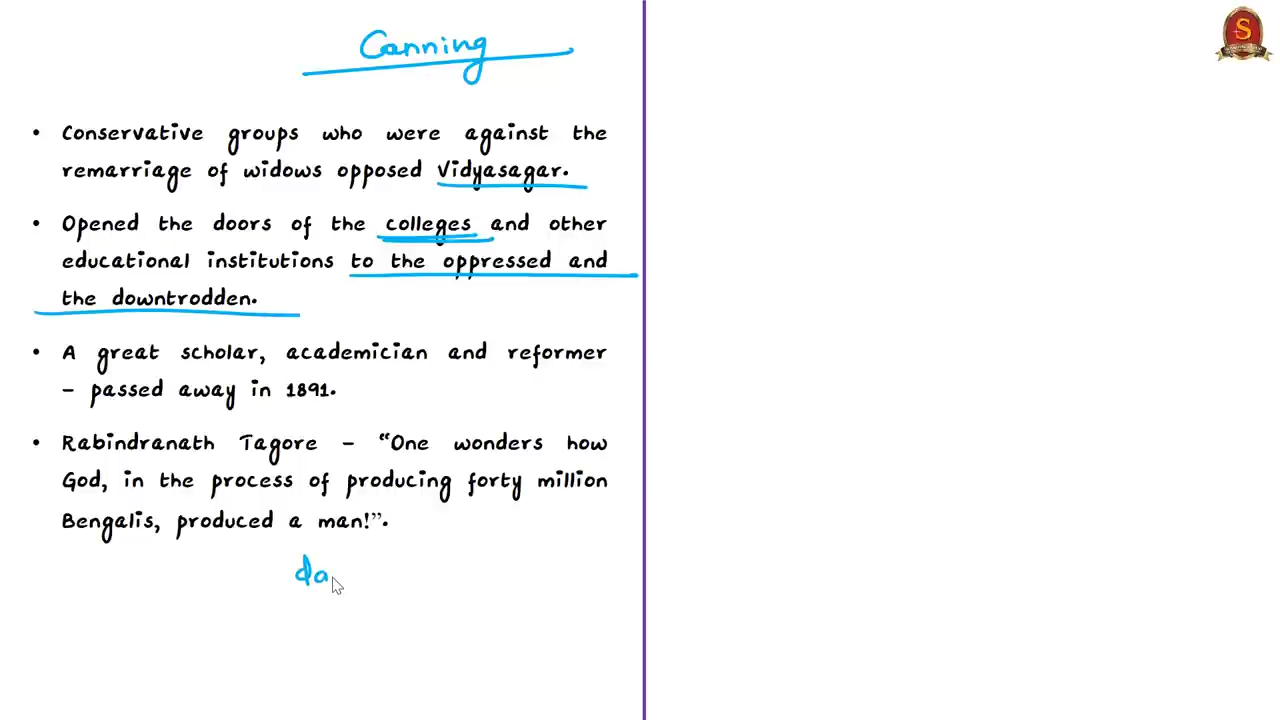 Canning
• Conservative groups who were against the
remarriage of widows opposed Vidyasagar.
• Opened the doors of the colleges and other
educational institutions to the oppressed and
the downtrodden.
• A great scholar, academician and reformer
– passed away in 1891.
• Rabindranath Tagore – “One wonders how
God, in the process of producing forty million
Bengalis, produced a man!”.
da
S